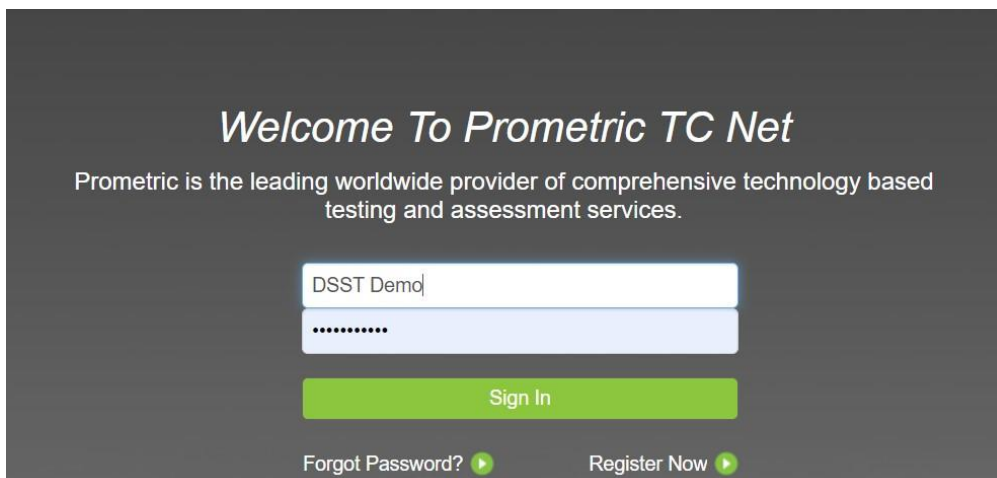 Welcome To Prometric TC Net
Prometric is the leading worldwide provider of comprehensive technology based
testing and assessment services.
DSST Demo
•••••••••••
Sign In
Forgot Password?
Register Now